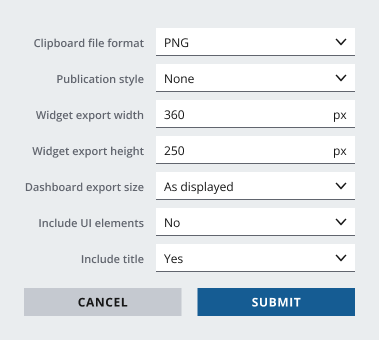 Clipboard file format PNG
Publication style None
Widget export width 360 px
Widget export height 250 px
Dashboard export size As displayed
Include UI elements No
Include title Yes
CANCEL SUBMIT